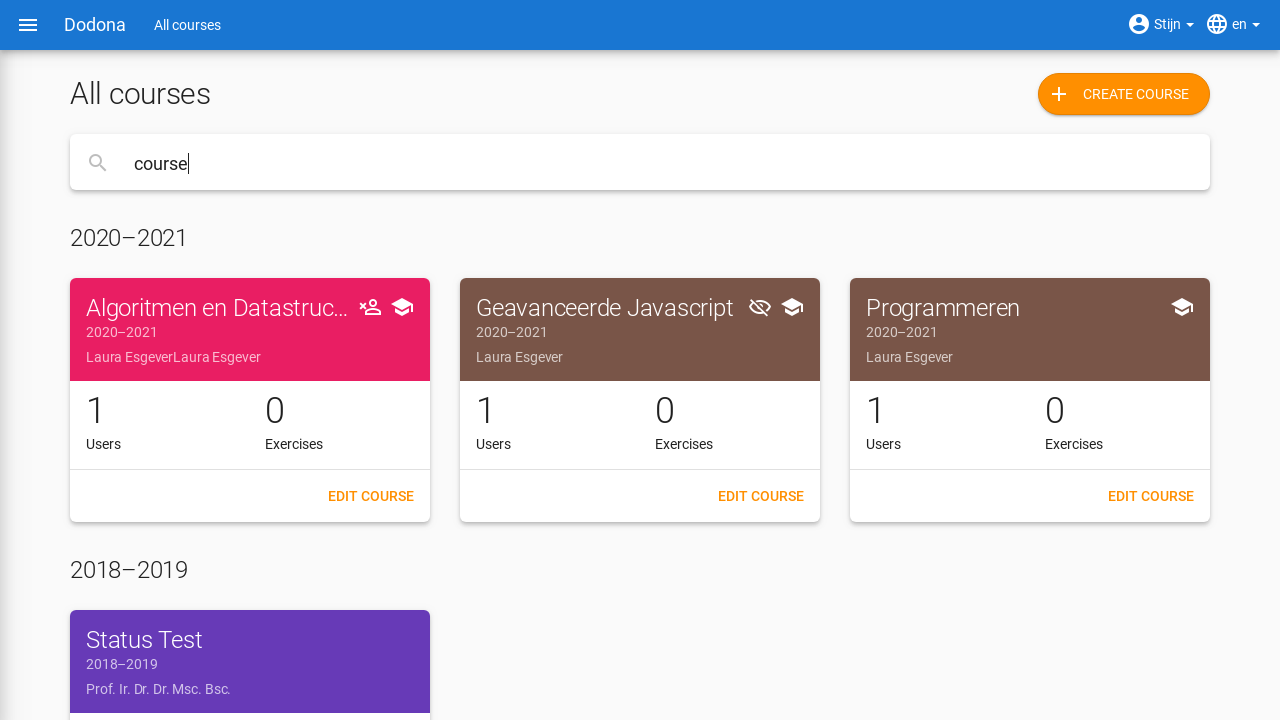 Dodona All courses Stijn en
All courses
CREATE COURSE
course
2020–2021
Algoritmen en Datastruc...
2020–2021
Laura EsgeverLaura Esgever
1 0
Users Exercises
EDIT COURSE
Geavanceerde Javascript
2020–2021
Laura Esgever
1 0
Users Exercises
EDIT COURSE
Programmeren
2020–2021
Laura Esgever
1 0
Users Exercises
EDIT COURSE
2018–2019
Status Test
2018–2019
Prof. Ir. Dr. Dr. Msc. Bsc.